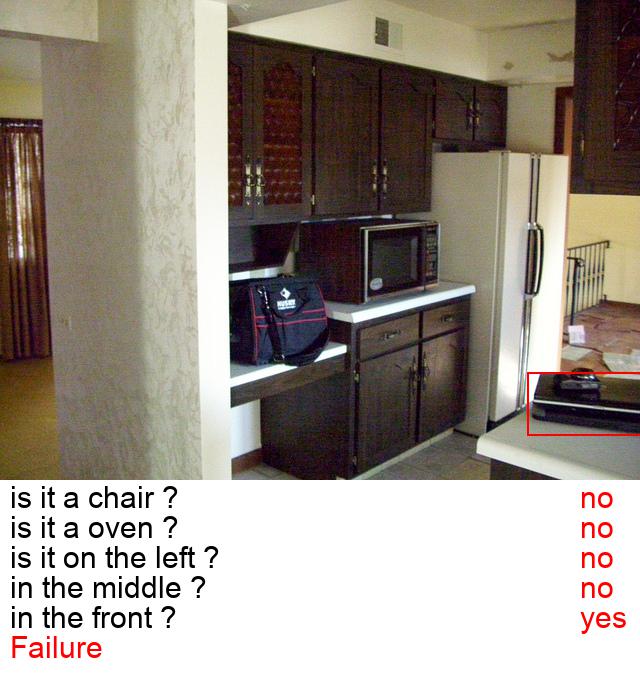 HUSKY
is it a chair ? no
is it a oven ? no
is it on the left ? no
in the middle ? no
in the front ? yes
Failure